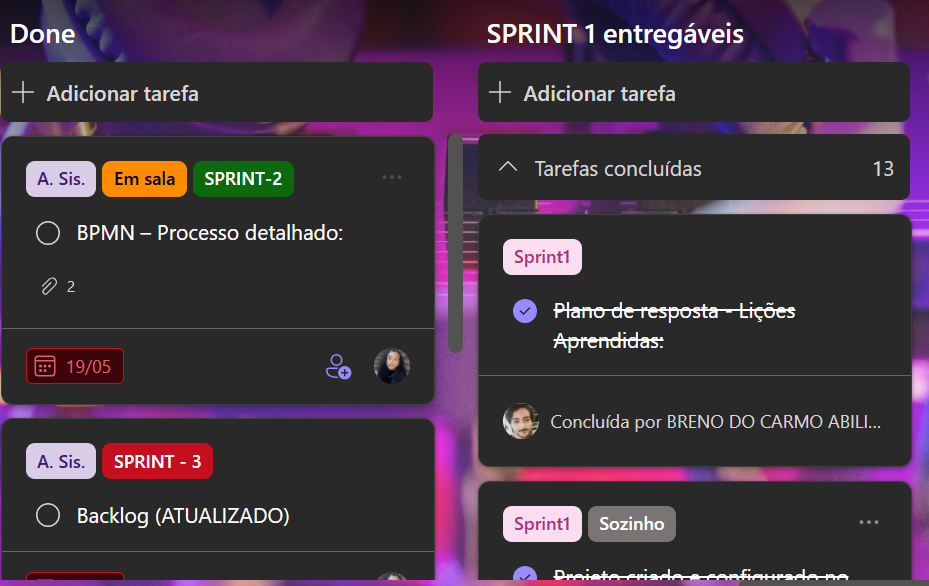 Done
Adicionar tarefa
A. Sis. Em sala SPRINT-2
BPMN – Processo detalhado:
2
19/05
A. Sis. SPRINT - 3
Backlog (ATUALIZADO)
SPRINT 1 entregáveis
Adicionar tarefa
Tarefas concluídas 13
Sprint1
Plano de resposta - Lições
Aprendidas:
Concluída por BRENO DO CARMO ABILI...
Sprint1 Sozinho
Projeto criado e configurado no